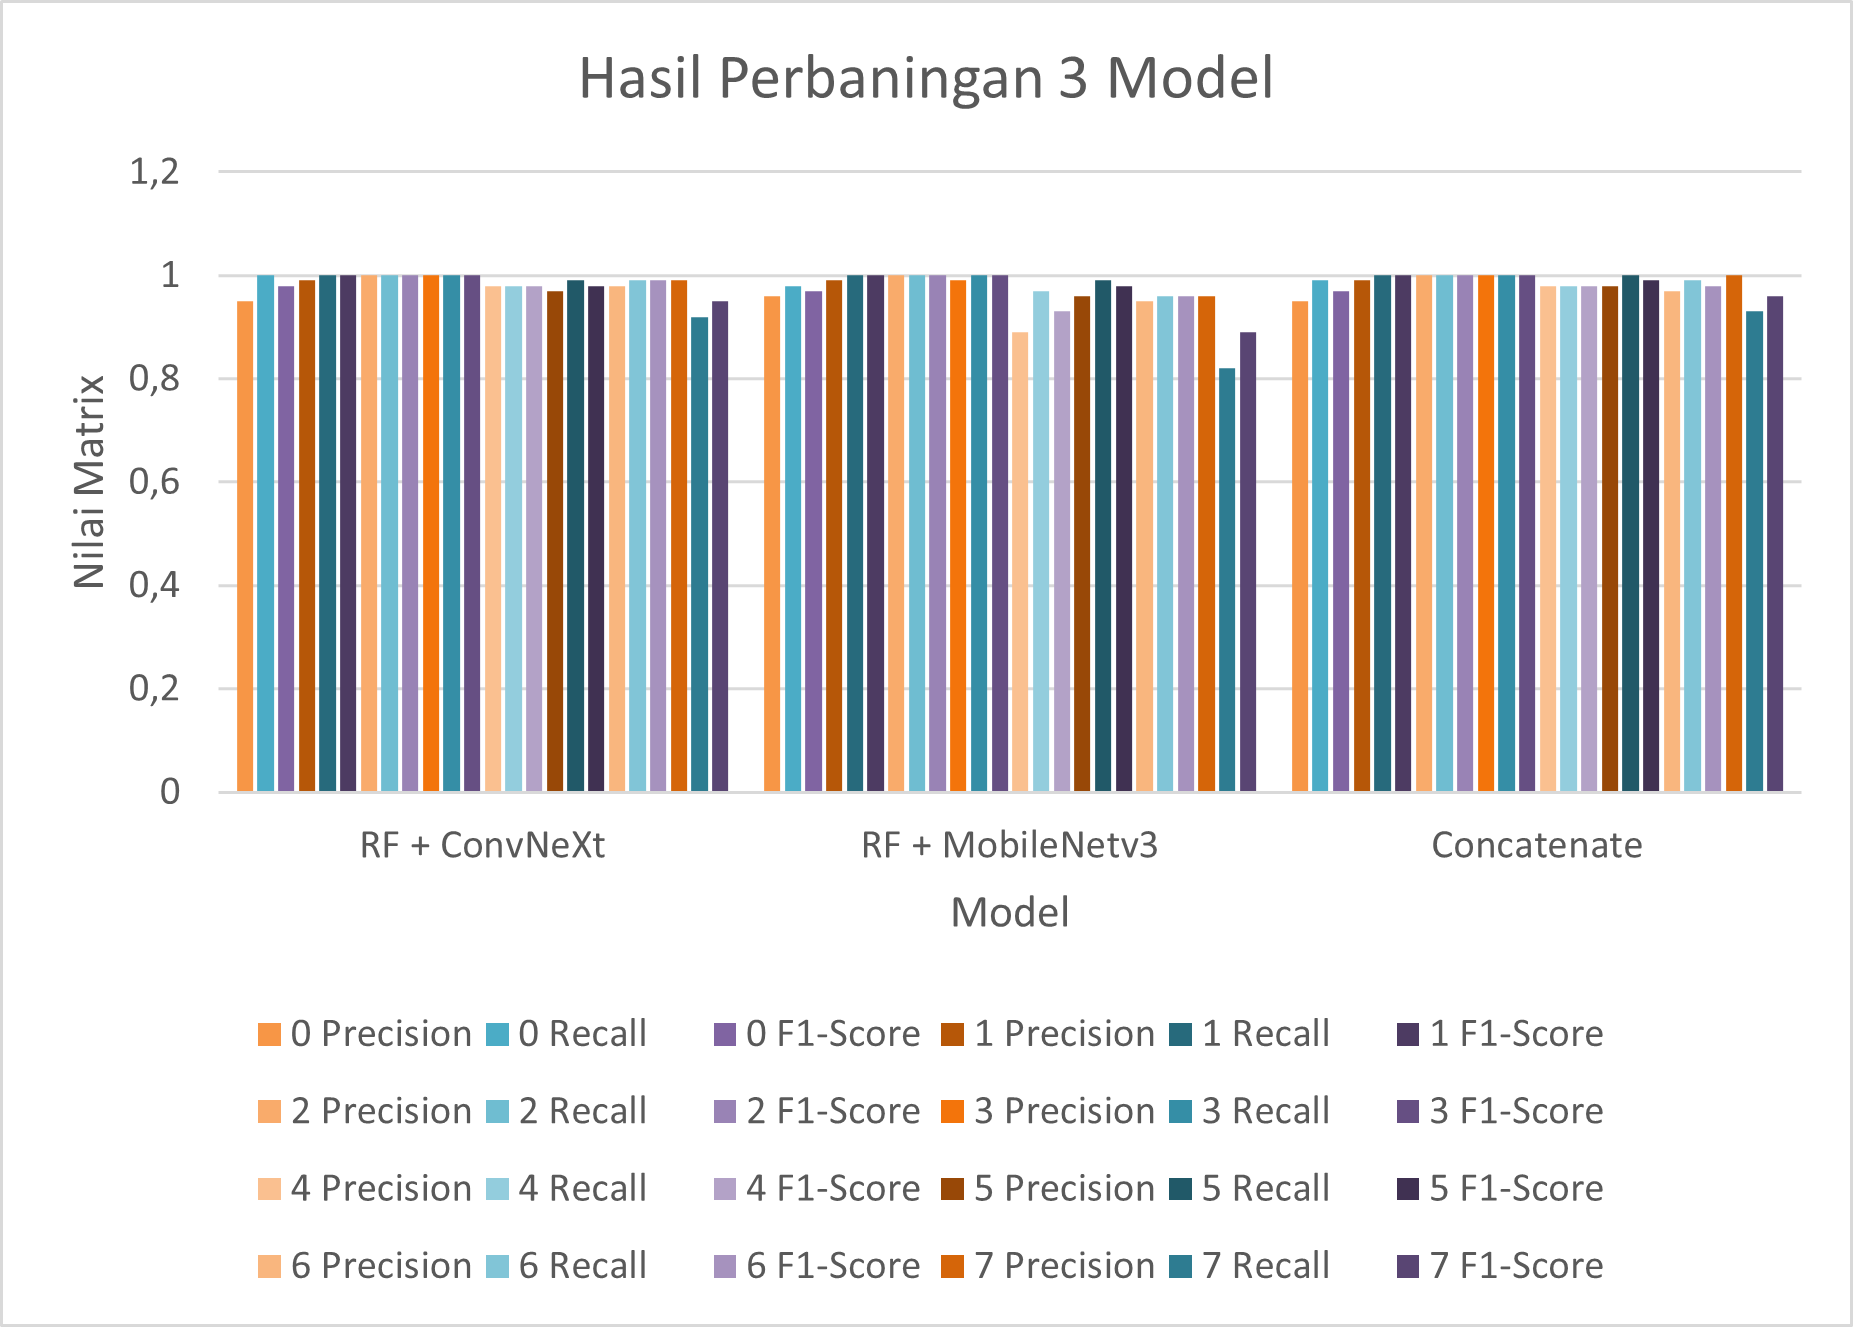 Hasil Perbaningan 3 Model
1,2
1
0,8
0,6
0,4
0,2
0
Nilai Matrix
RF + ConvNeXt RF + MobileNetv3 Concatenate
Model
0 Precision 0 Recall 0 F1-Score 1 Precision 1 Recall 1 F1-Score
2 Precision 2 Recall 2 F1-Score 3 Precision 3 Recall 3 F1-Score
4 Precision 4 Recall 4 F1-Score 5 Precision 5 Recall 5 F1-Score
6 Precision 6 Recall 6 F1-Score 7 Precision 7 Recall 7 F1-Score